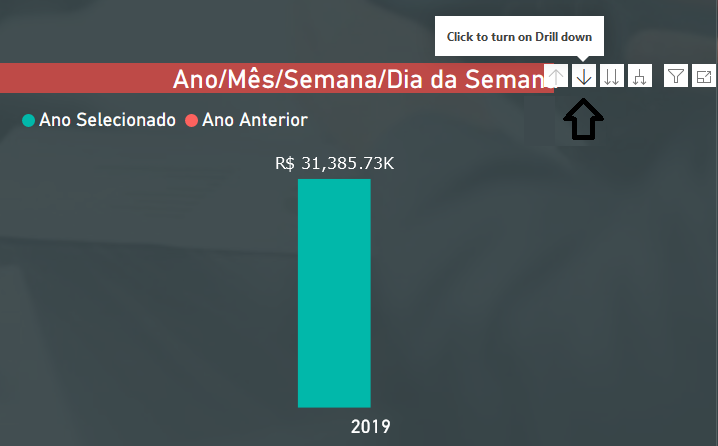 Click to turn on Drill down
Ano/Mês/Semana/Dia da Semana
Ano Selecionado Ano Anterior
R$ 31,385.73K
2019